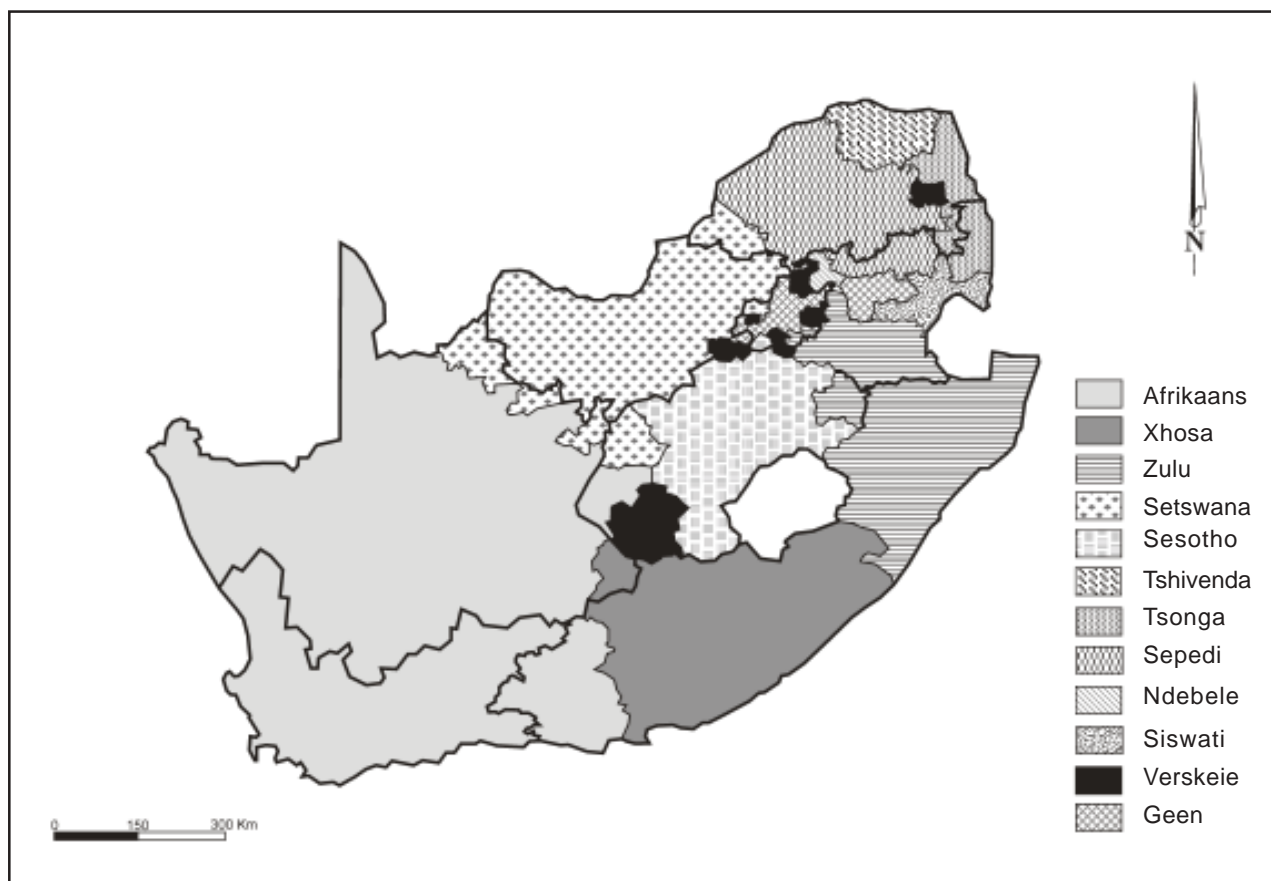 N
Afrikaans
Xhosa
Zulu
Setswana
Sesotho
Tshivenda
Tsonga
Sepedi
Ndebele
Siswati
Verskeie
Geen
0 150 300 Km